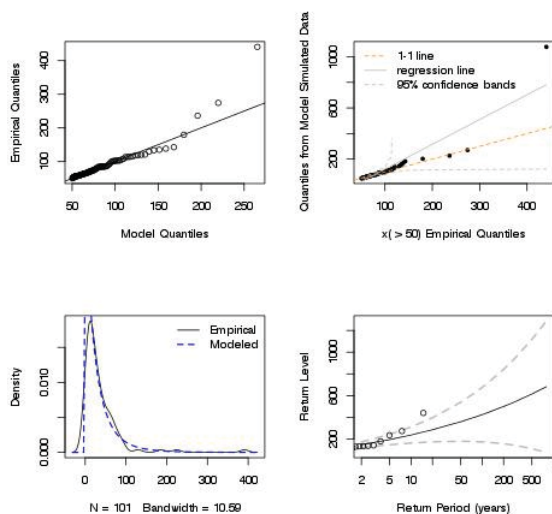 Empirical Quantiles
100 200 300 400
50 100 150 200 250
Model Quantiles
Quantiles from Model Simulated Data
200 600 1000
1-1 line
regression line
95% confidence bands
100 200 300 400
x( > 50) Empirical Quantiles
Density
0.000 0.010
Empirical
Modeled
0 100 200 300 400
N = 101 Bandwidth = 10.59
Return Level
200 600 1000
2 5 10 50 200 500
Return Period (years)